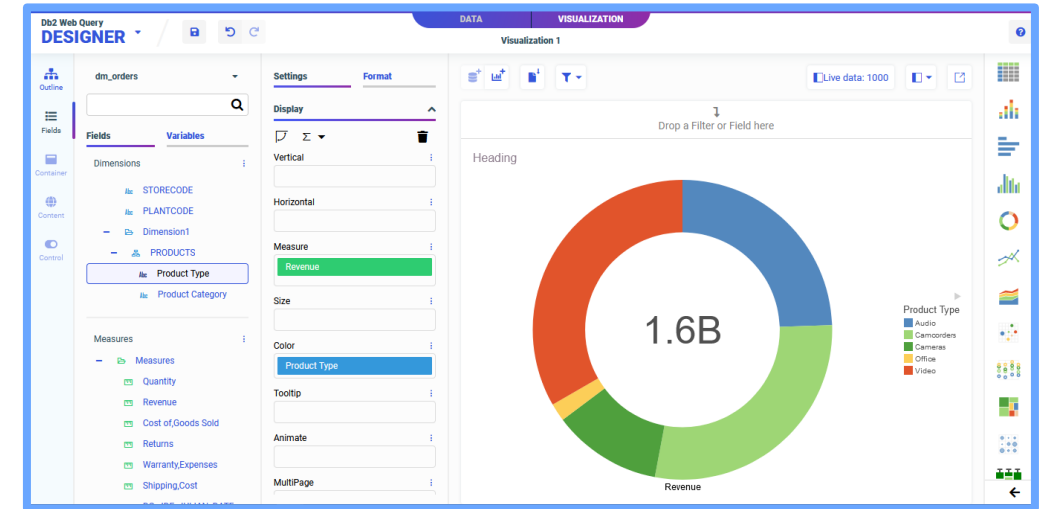 Db2 Web Query
DESIGNER
DATA
VISUALIZATION
Visualization 1
Outline
Fields
Container
Content
Control
dm_orders
Fields
Variables
Dimensions
STORECODE
PLANTCODE
Dimension1
PRODUCTS
Product Type
Product Category
Measures
Measures
Quantity
Revenue
Cost of,Goods Sold
Returns
Warranty,Expenses
Shipping,Cost
Settings
Format
Display
Vertical
Horizontal
Measure
Revenue
Size
Color
Product Type
Tooltip
Animate
MultiPage
Live data: 1000
Drop a Filter or Field here
Heading
1.6B
Revenue
Product Type
Audio
Camcorders
Cameras
Office
Video